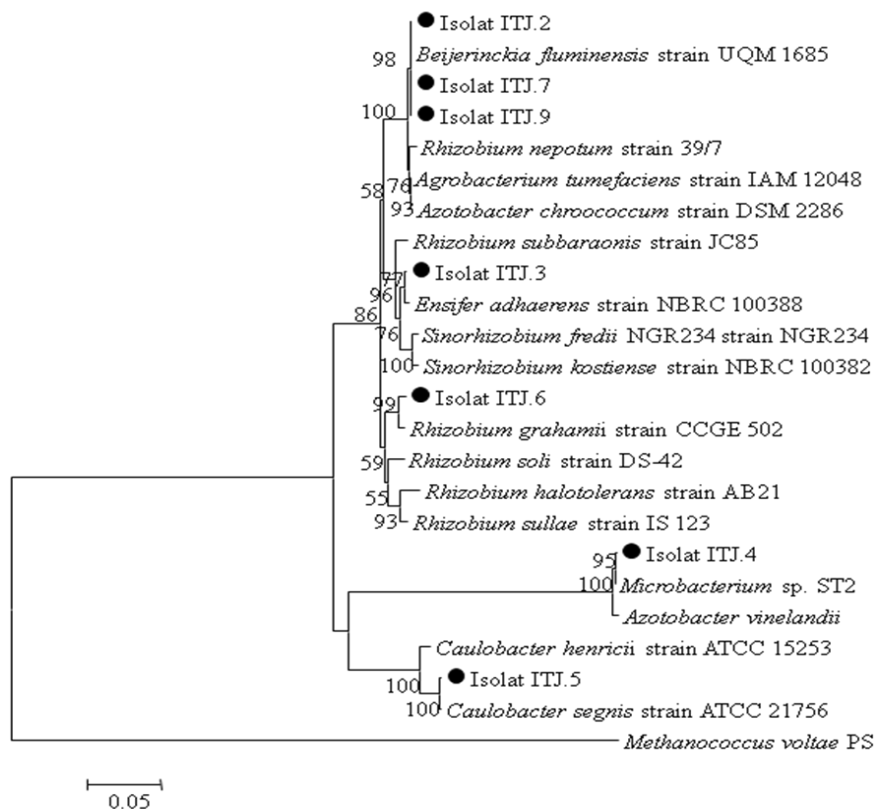 Isolat ITJ.2
98
Beijerinckia fluminensis strain UQM 1685
Isolat ITJ.7
100
Isolat ITJ.9
Rhizobium nepotum strain 39/7
58
76
Agrobacterium tumefaciens strain IAM 12048
93
Azotobacter chroococcum strain DSM 2286
Rhizobium subbaraonis strain JC85
77
Isolat ITJ.3
96
Ensifer adhaerens strain NBRC 100388
86
76
Sinorhizobium fredii NGR234 strain NGR234
100
Sinorhizobium kostiense strain NBRC 100382
Isolat ITJ.6
99
Rhizobium grahamii strain CCGE 502
59
Rhizobium soli strain DS-42
55
Rhizobium halotolerans strain AB21
93
Rhizobium sullae strain IS 123
95
Isolat ITJ.4
100
Microbacterium sp. ST2
Azotobacter vinelandii
Caulobacter henricii strain ATCC 15253
100
Isolat ITJ.5
100
Caulobacter segnis strain ATCC 21756
Methanococcus voltae PS
0.05